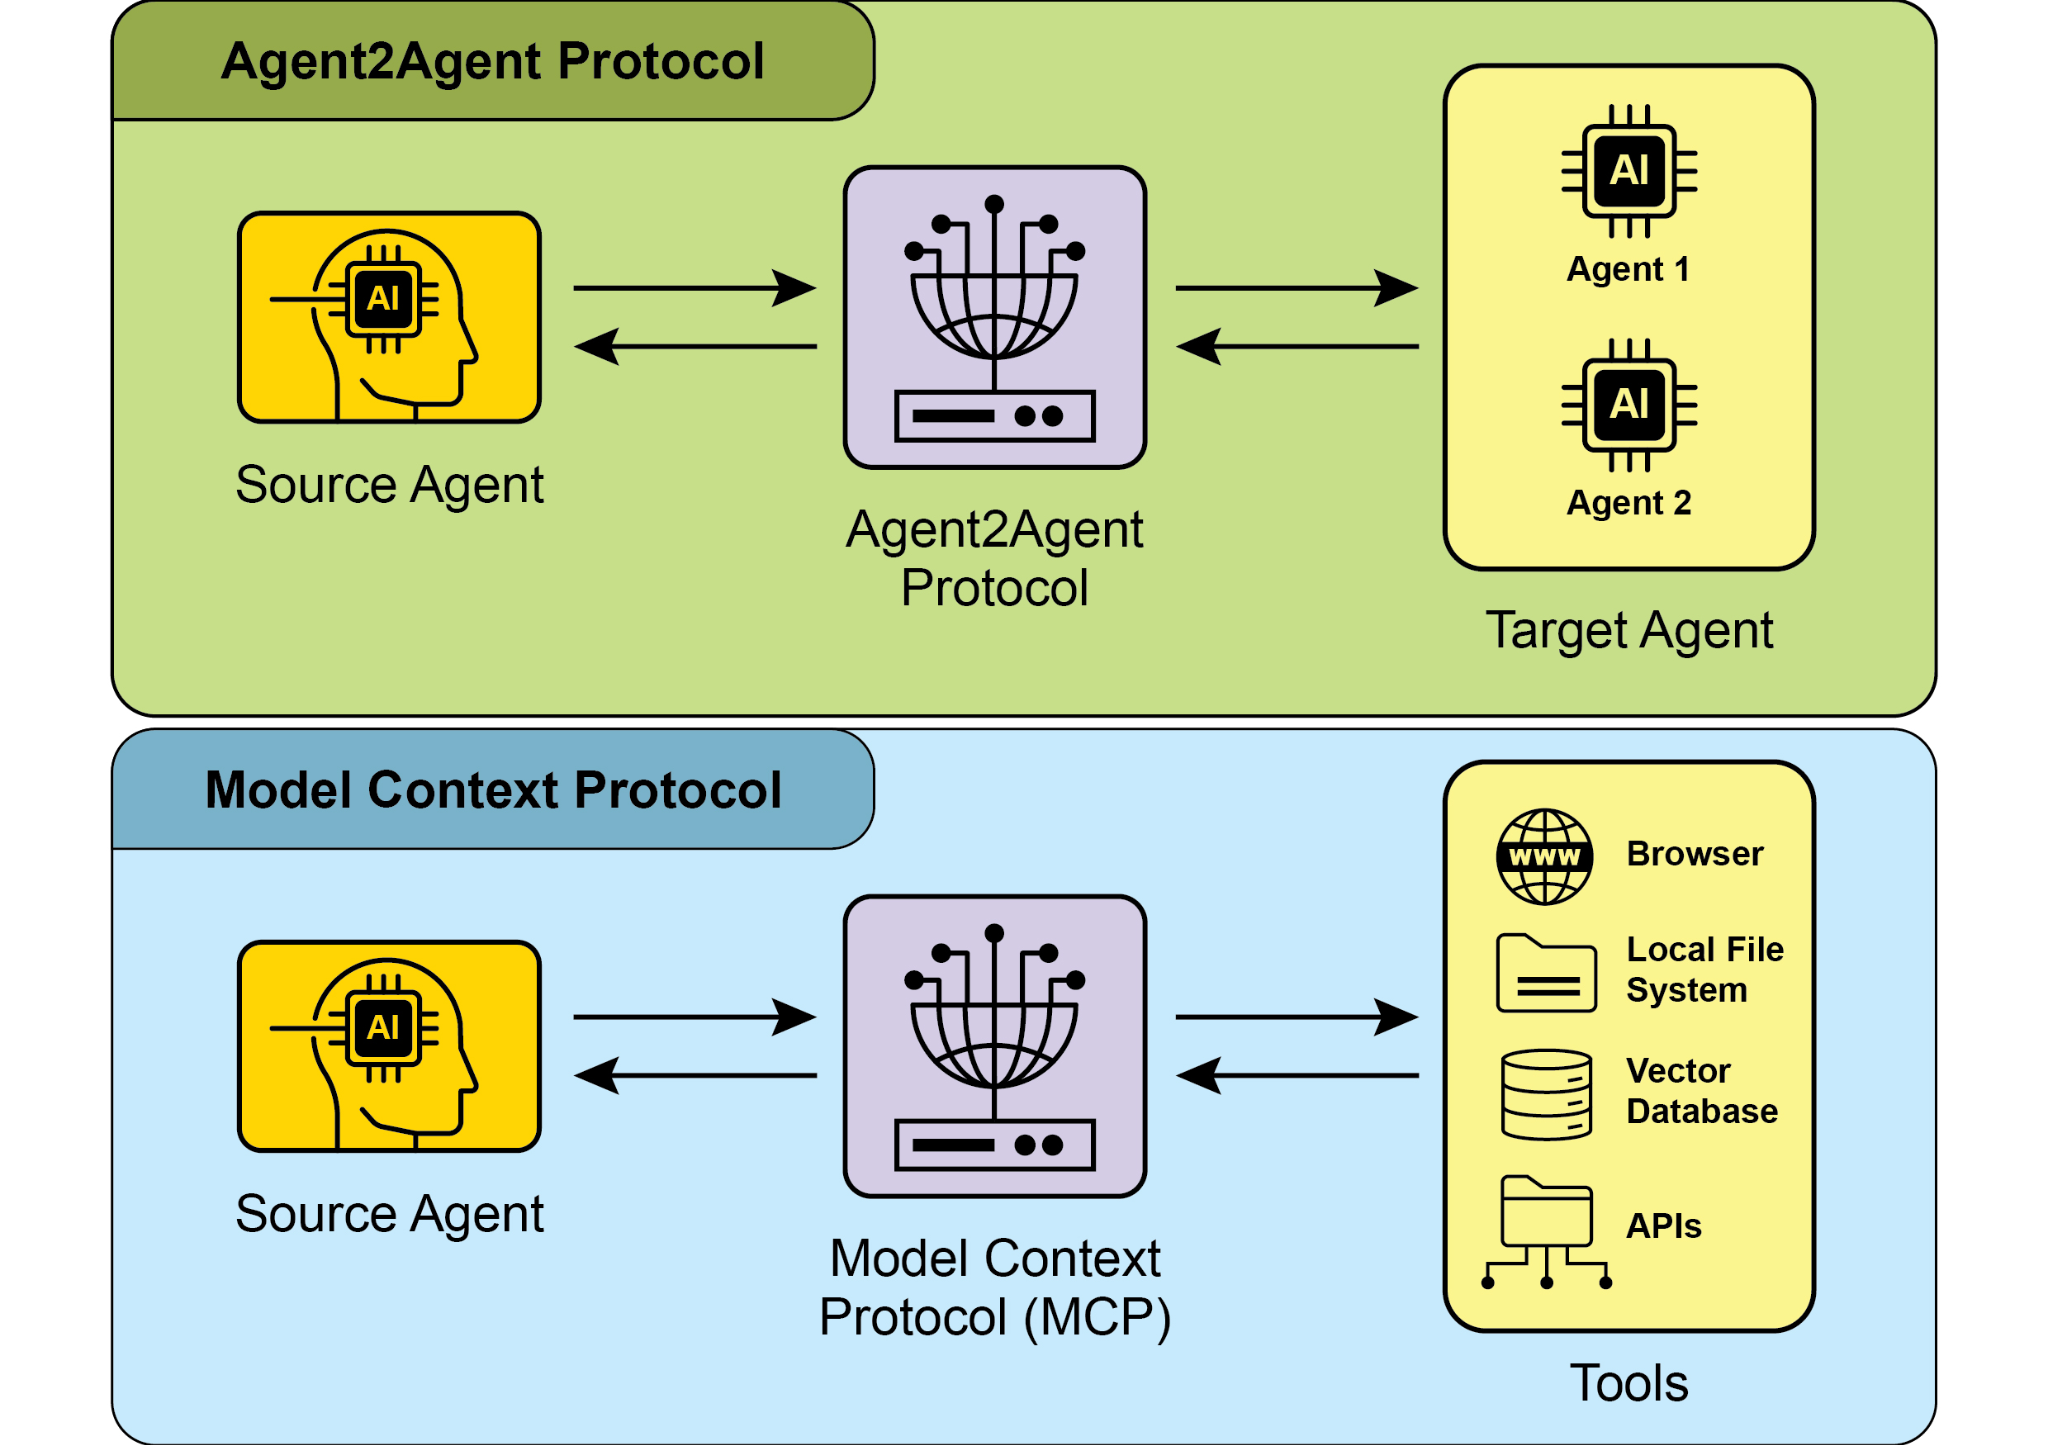 Agent2Agent Protocol
AI
Source Agent
Agent2Agent
Protocol
AI
Agent 1
AI
Agent 2
Target Agent
Model Context Protocol
AI
Source Agent
Model Context
Protocol (MCP)
www
Browser
Local File
System
Vector
Database
APIs
Tools